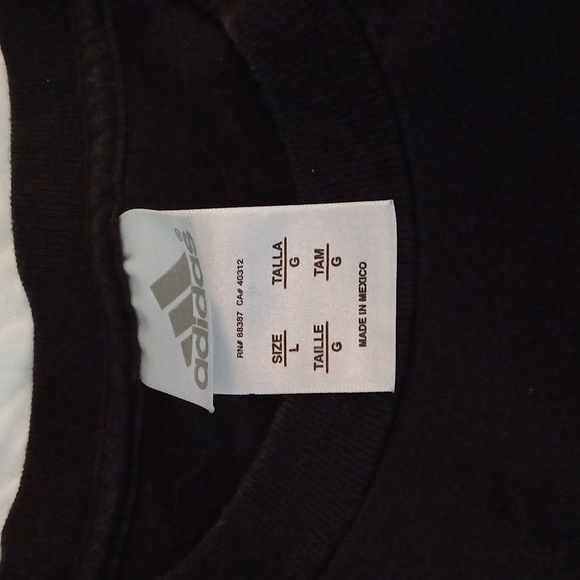 adidas®
RN# 88387 CA# 40312
SIZE TALLA
L G
TAILLE TAM
G G
MADE IN MEXICO